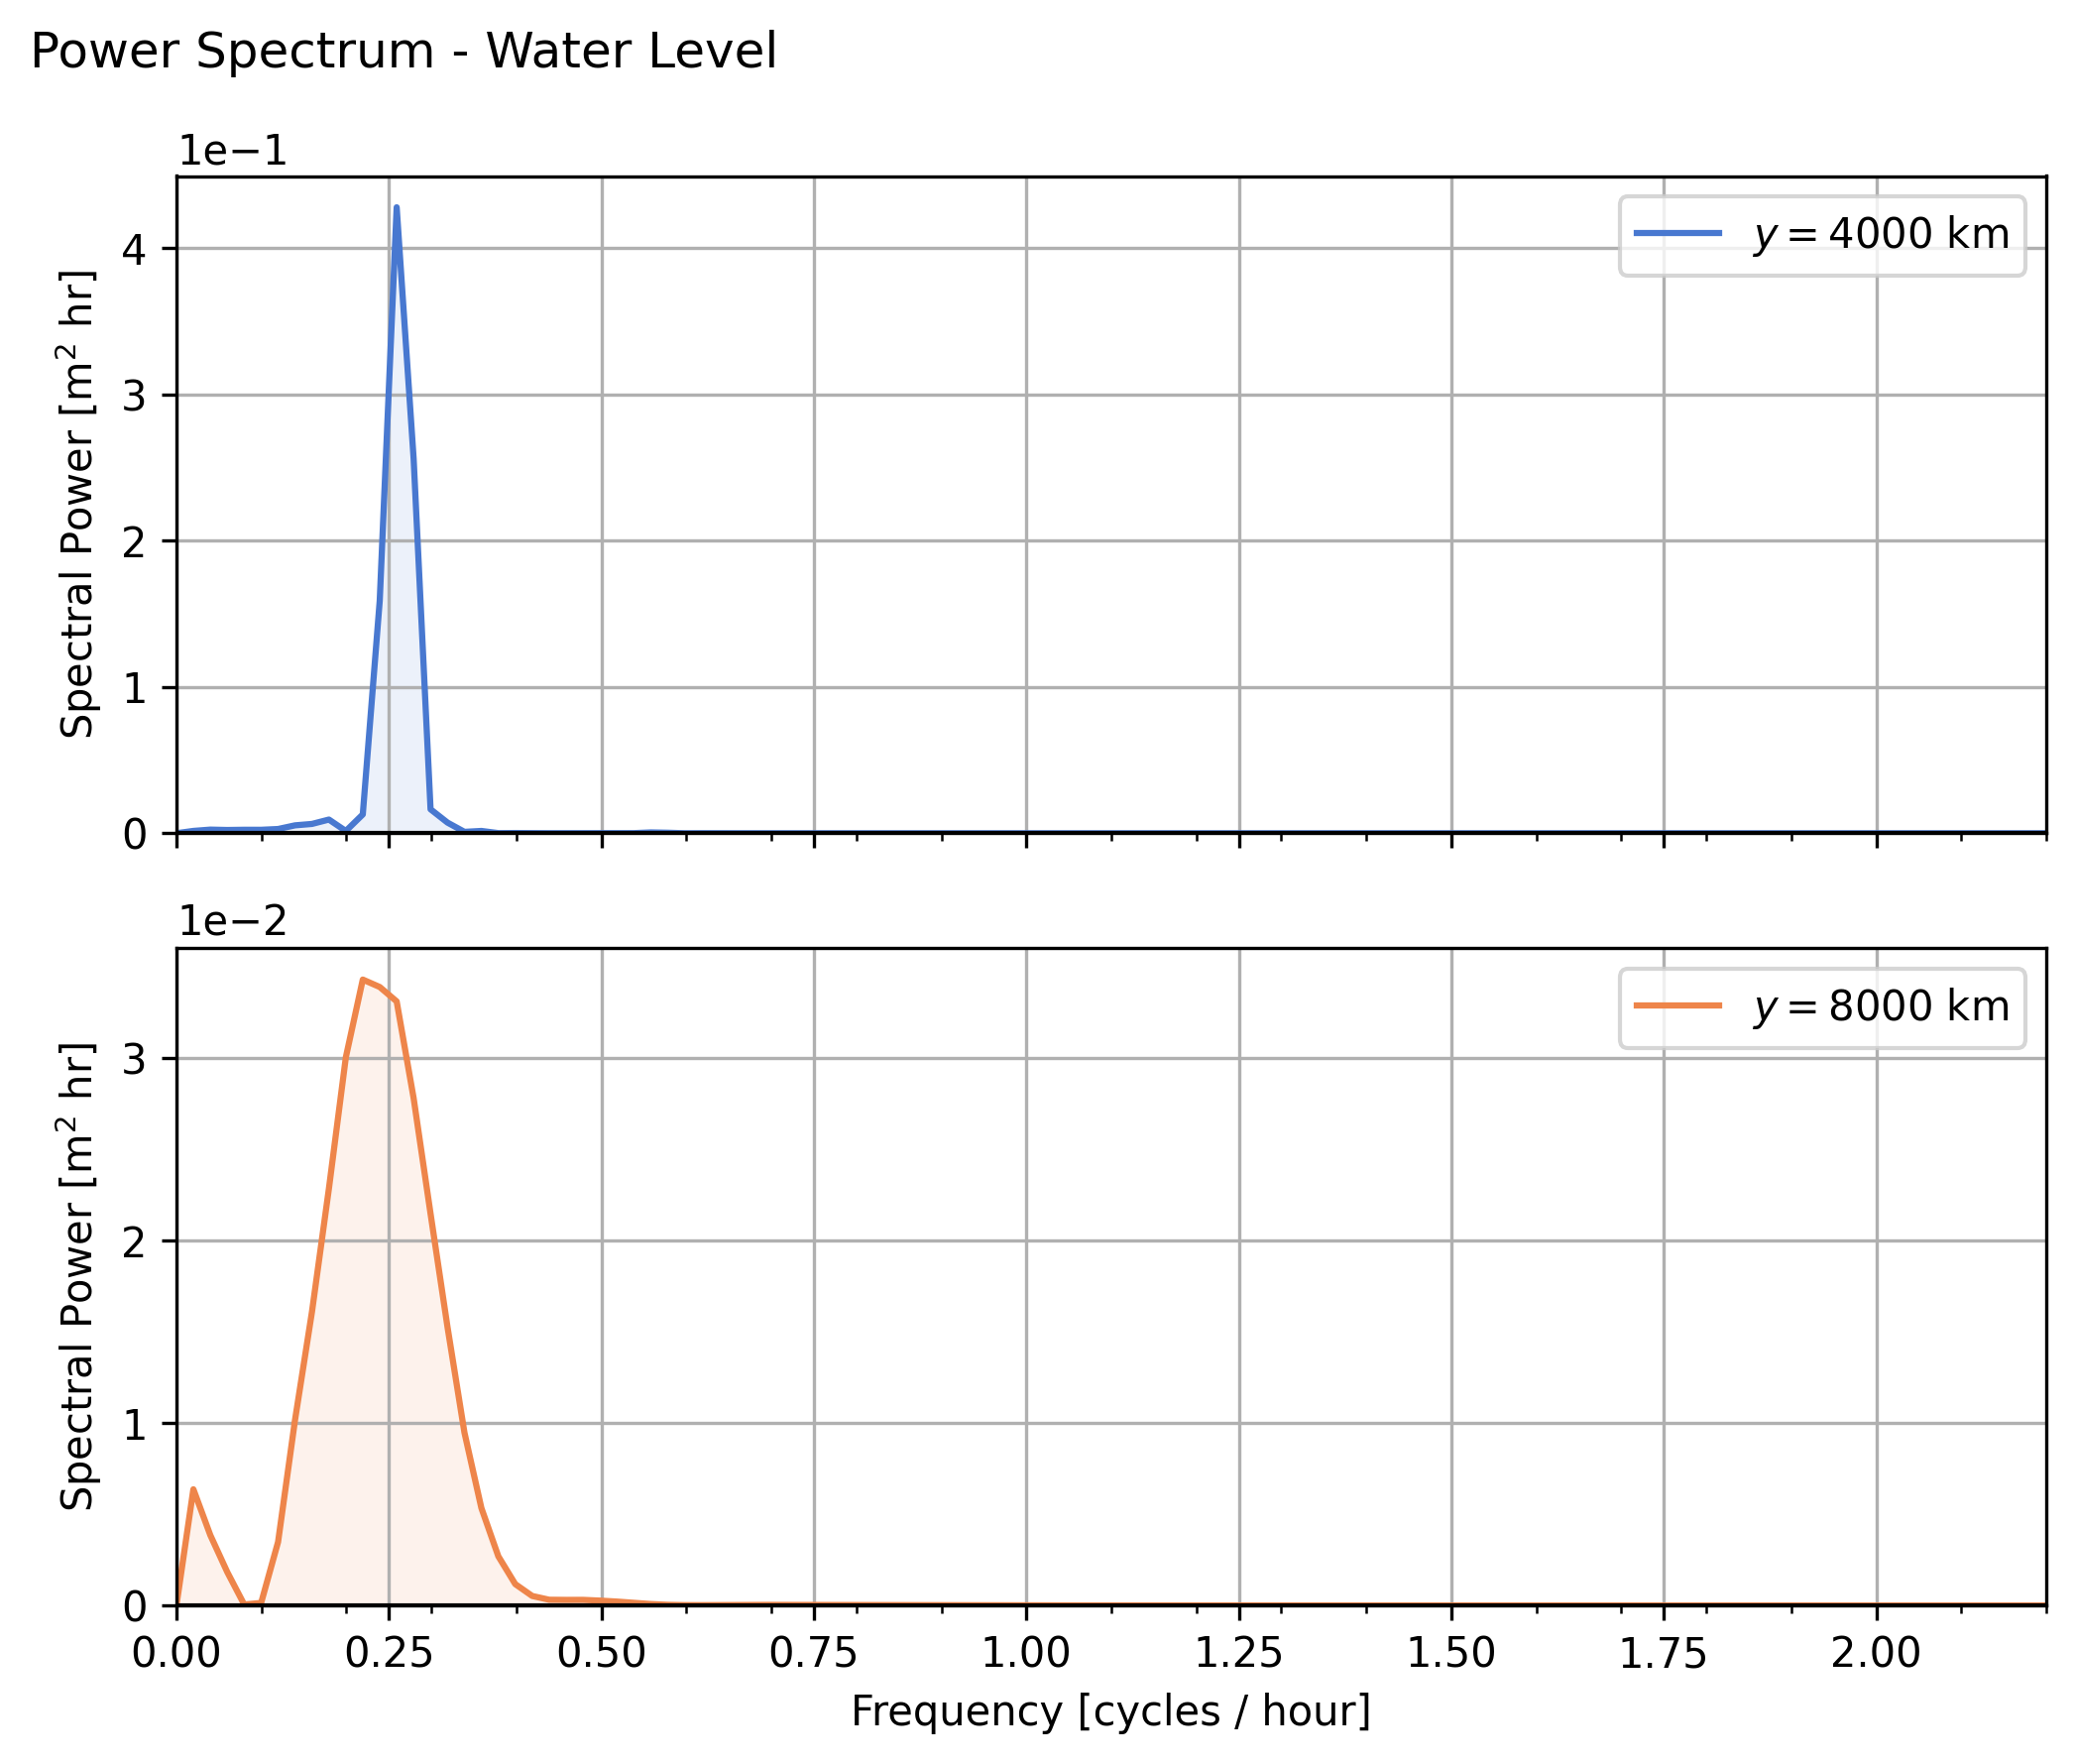 Power Spectrum - Water Level
1e−1
Spectral Power [m² hr]
4
3
2
1
0
y = 4000 km
1e−2
Spectral Power [m² hr]
3
2
1
0
y = 8000 km
0.00 0.25 0.50 0.75 1.00 1.25 1.50 1.75 2.00
Frequency [cycles / hour]